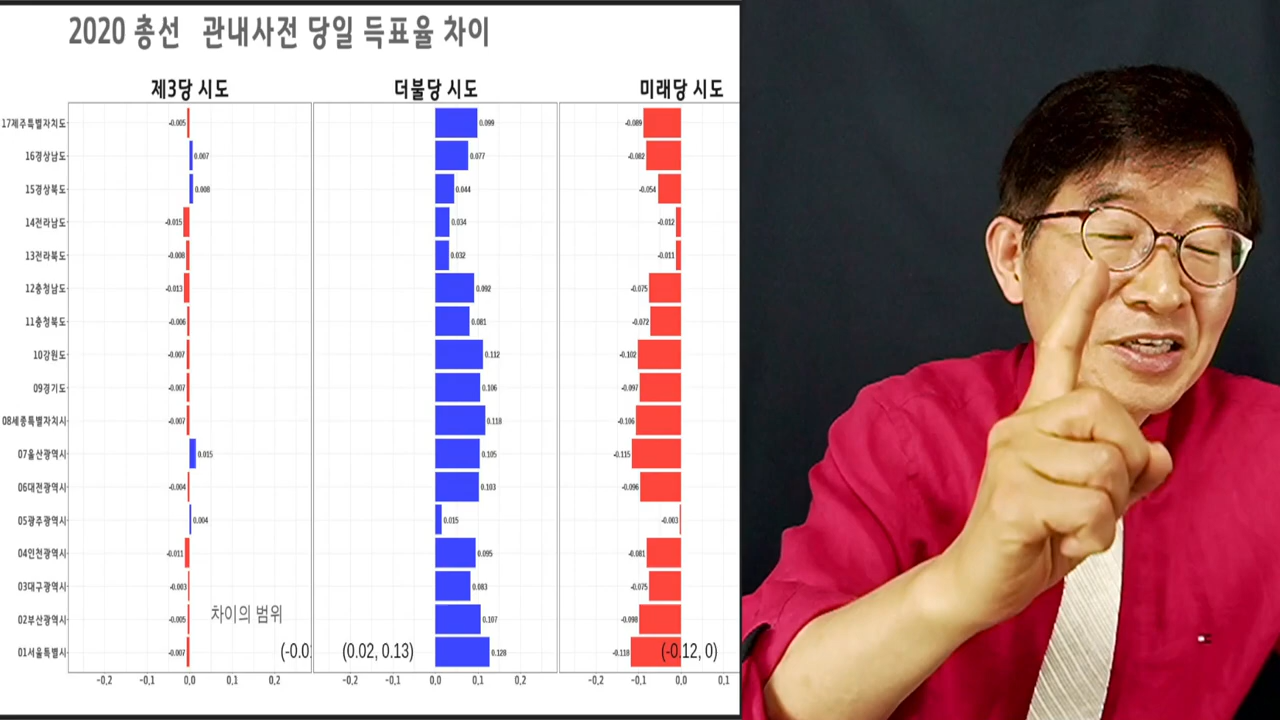 2020 총선 관내사전 당일 득표율 차이
제3당 시도 더불당 시도 미래당 시도
17제주특별자치도 -0.005 0.099 -0.089
16경상남도 0.007 0.077 -0.082
15경상북도 0.008 0.044 -0.054
14전라남도 -0.015 0.034 -0.012
13전라북도 -0.008 0.032 -0.011
12충청남도 -0.013 0.092 -0.075
11충청북도 -0.006 0.081 -0.072
10강원도 -0.007 0.112 -0.102
09경기도 -0.007 0.106 -0.097
08세종특별자치시 -0.007 0.118 -0.106
07울산광역시 0.015 0.105 -0.115
06대전광역시 -0.004 0.103 -0.096
05광주광역시 0.004 0.015 -0.003
04인천광역시 -0.011 0.095 -0.081
03대구광역시 -0.003 0.083 -0.075
02부산광역시 -0.005 0.107 -0.098
차이의 범위
01서울특별시 -0.007 (-0.0 (0.02, 0.13) 0.128 -0.118 (-0.12, 0)
-0,2 -0,1 0,0 0,1 0,2 -0,2 -0,1 0,0 0,1 0,2 -0,2 -0,1 0,0 0,1